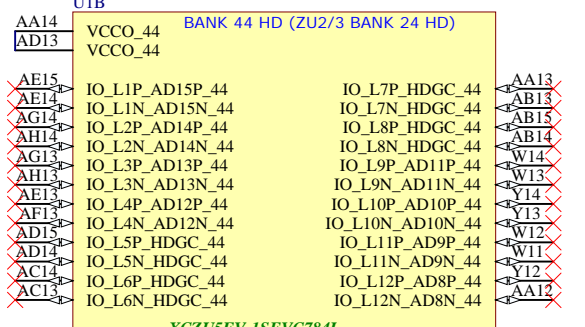 U1B
BANK 44 HD (ZU2/3 BANK 24 HD)
AA14 VCCO_44
AD13 VCCO_44
AE15 IO_L1P_AD15P_44 IO_L7P_HDGC_44 AA13
AE14 IO_L1N_AD15N_44 IO_L7N_HDGC_44 AB13
AG14 IO_L2P_AD14P_44 IO_L8P_HDGC_44 AB15
AH14 IO_L2N_AD14N_44 IO_L8N_HDGC_44 AB14
AG13 IO_L3P_AD13P_44 IO_L9P_AD11P_44 W14
AH13 IO_L3N_AD13N_44 IO_L9N_AD11N_44 W13
AE13 IO_L4P_AD12P_44 IO_L10P_AD10P_44 Y14
AF13 IO_L4N_AD12N_44 IO_L10N_AD10N_44 Y13
AD15 IO_L5P_HDGC_44 IO_L11P_AD9P_44 W12
AD14 IO_L5N_HDGC_44 IO_L11N_AD9N_44 W11
AC14 IO_L6P_HDGC_44 IO_L12P_AD8P_44 Y12
AC13 IO_L6N_HDGC_44 IO_L12N_AD8N_44 AA12
XCZU5EV-1SFVC784I